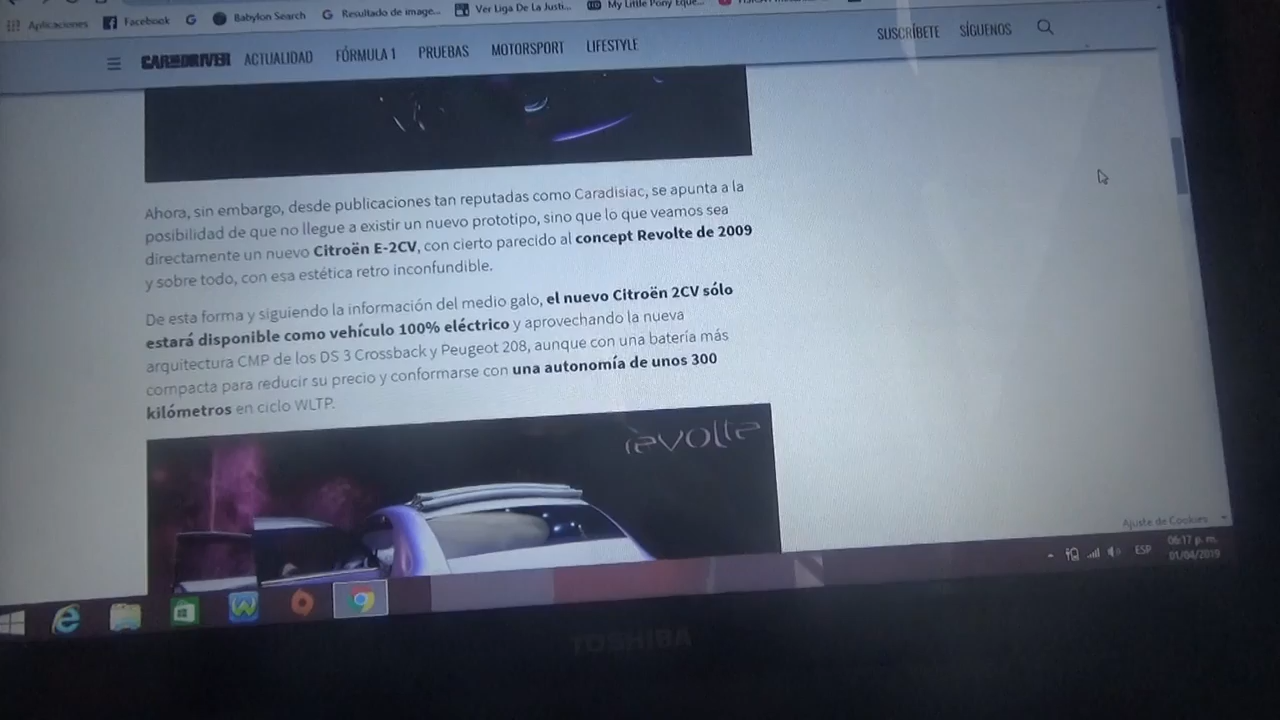 Aplicaciones Facebook Babylon Search Resultado de image... Ver Liga De La Justi... My Little Pony Eque...
CAR AND DRIVER ACTUALIDAD FÓRMULA 1 PRUEBAS MOTORSPORT LIFESTYLE SUSCRÍBETE SÍGUENOS
Ahora, sin embargo, desde publicaciones tan reputadas como Caradisiac, se apunta a la
posibilidad de que no llegue a existir un nuevo prototipo, sino que lo que veamos sea
directamente un nuevo Citroën E-2CV, con cierto parecido al concept Revolte de 2009
y sobre todo, con esa estética retro inconfundible.
De esta forma y siguiendo la información del medio galo, el nuevo Citroën 2CV sólo
estará disponible como vehículo 100% eléctrico y aprovechando la nueva
arquitectura CMP de los DS 3 Crossback y Peugeot 208, aunque con una batería más
compacta para reducir su precio y conformarse con una autonomía de unos 300
kilómetros en ciclo WLTP.
revolte
Ajuste de Cookies
ESP
06:17 p. m.
01/04/2019
TOSHIBA